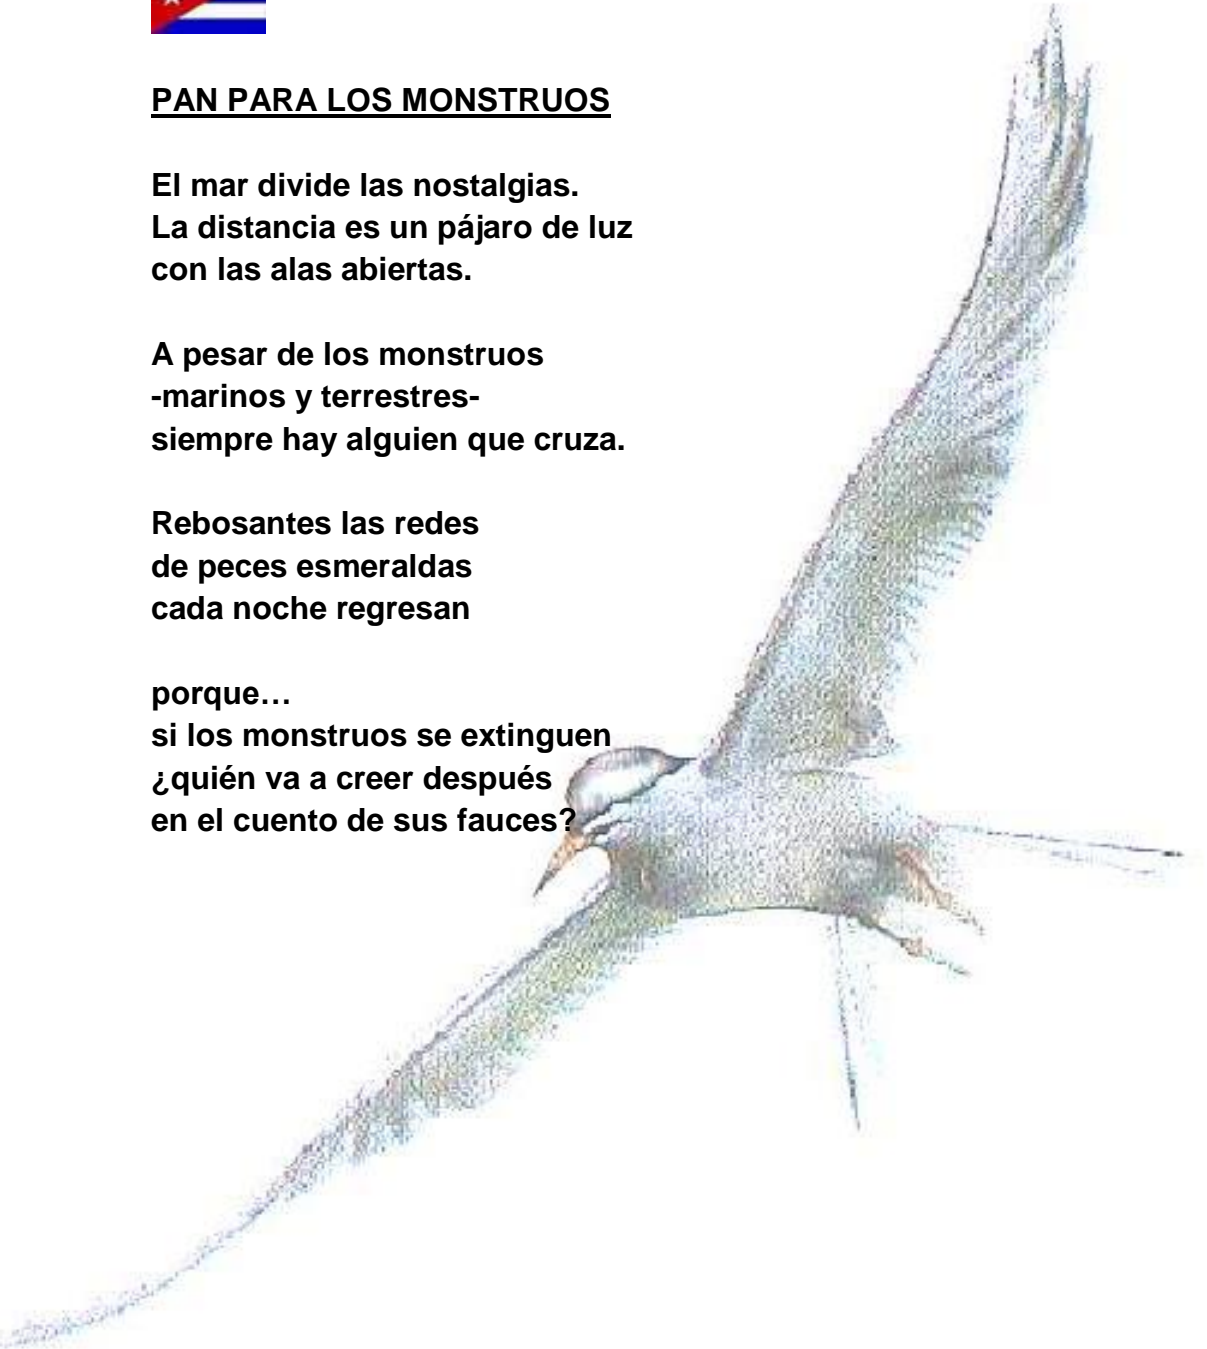 PAN PARA LOS MONSTRUOS
El mar divide las nostalgias.
La distancia es un pájaro de luz
con las alas abiertas.
A pesar de los monstruos
-marinos y terrestres-
siempre hay alguien que cruza.
Rebosantes las redes
de peces esmeraldas
cada noche regresan
porque…
si los monstruos se extinguen
¿quién va a creer después
en el cuento de sus fauces?